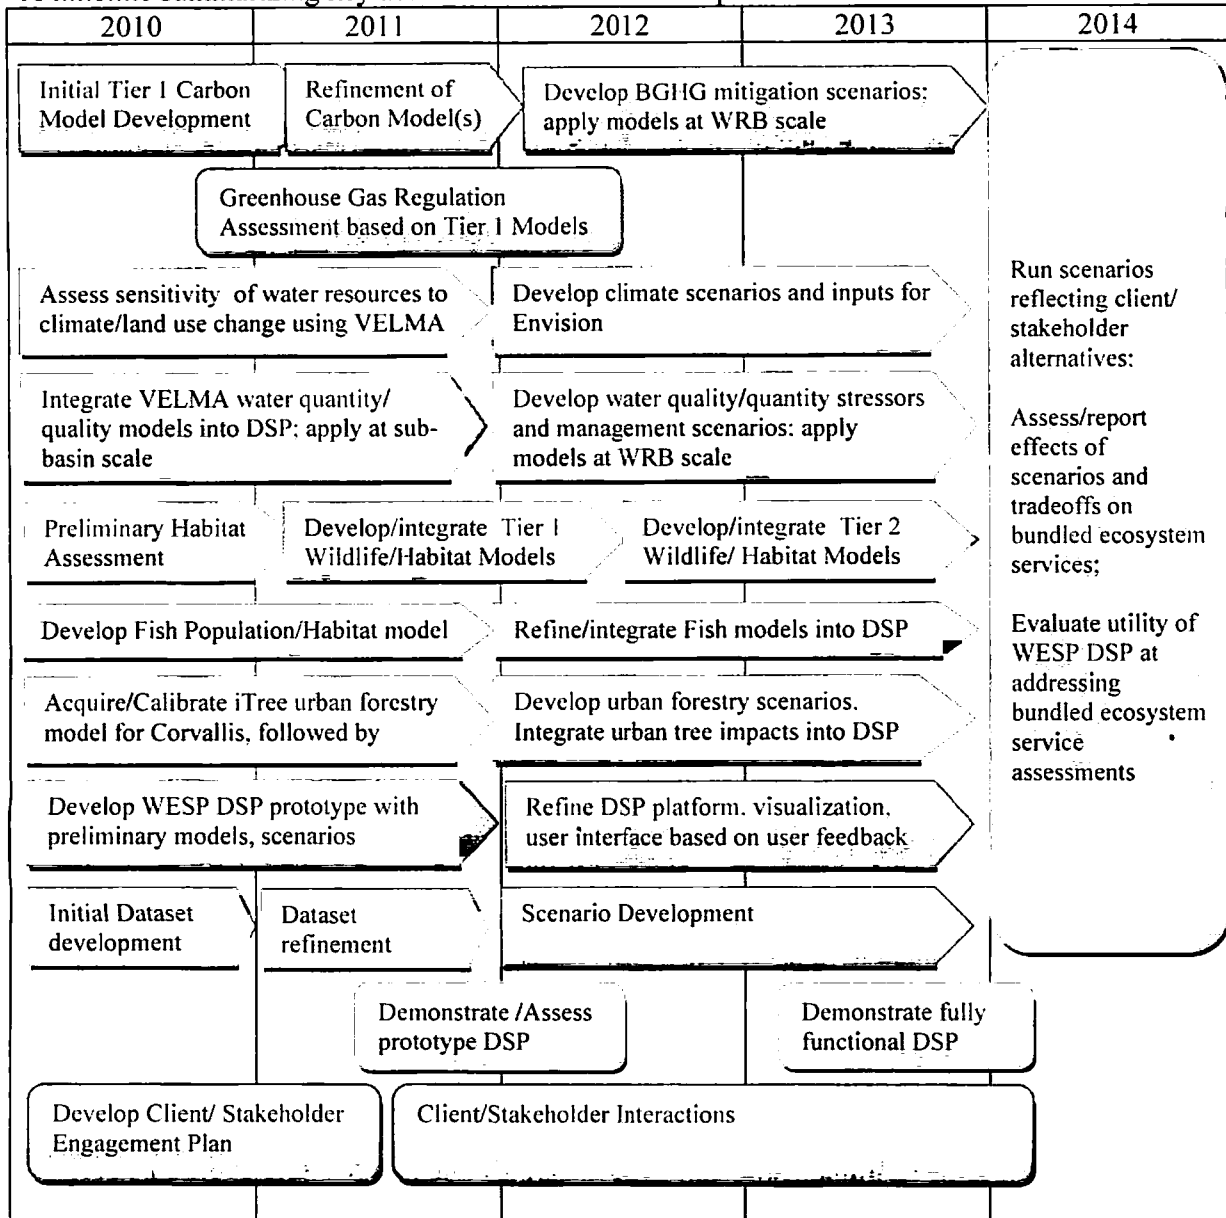 2010 2011 2012 2013 2014
Initial Tier 1 Carbon
Model Development
Refinement of
Carbon Model(s)
Develop BGHG mitigation scenarios:
apply models at WRB scale
Greenhouse Gas Regulation
Assessment based on Tier 1 Models
Assess sensitivity of water resources to
climate/land use change using VELMA
Develop climate scenarios and inputs for
Envision
Integrate VELMA water quantity/
quality models into DSP; apply at sub-
basin scale
Develop water quality/quantity stressors
and management scenarios: apply
models at WRB scale
Preliminary Habitat
Assessment
Develop/integrate Tier 1
Wildlife/Habitat Models
Develop/integrate Tier 2
Wildlife/ Habitat Models
Develop Fish Population/Habitat model
Refine/integrate Fish models into DSP
Acquire/Calibrate iTree urban forestry
model for Corvallis, followed by
Develop urban forestry scenarios.
Integrate urban tree impacts into DSP
Develop WESP DSP prototype with
preliminary models, scenarios
Refine DSP platform, visualization,
user interface based on user feedback
Initial Dataset
development
Dataset
refinement
Scenario Development
Demonstrate /Assess
prototype DSP
Demonstrate fully
functional DSP
Develop Client/ Stakeholder
Engagement Plan
Client/Stakeholder Interactions
Run scenarios
reflecting client/
stakeholder
alternatives:
Assess/report
effects of
scenarios and
tradeoffs on
bundled ecosystem
services;
Evaluate utility of
WESP DSP at
addressing
bundled ecosystem
service
assessments